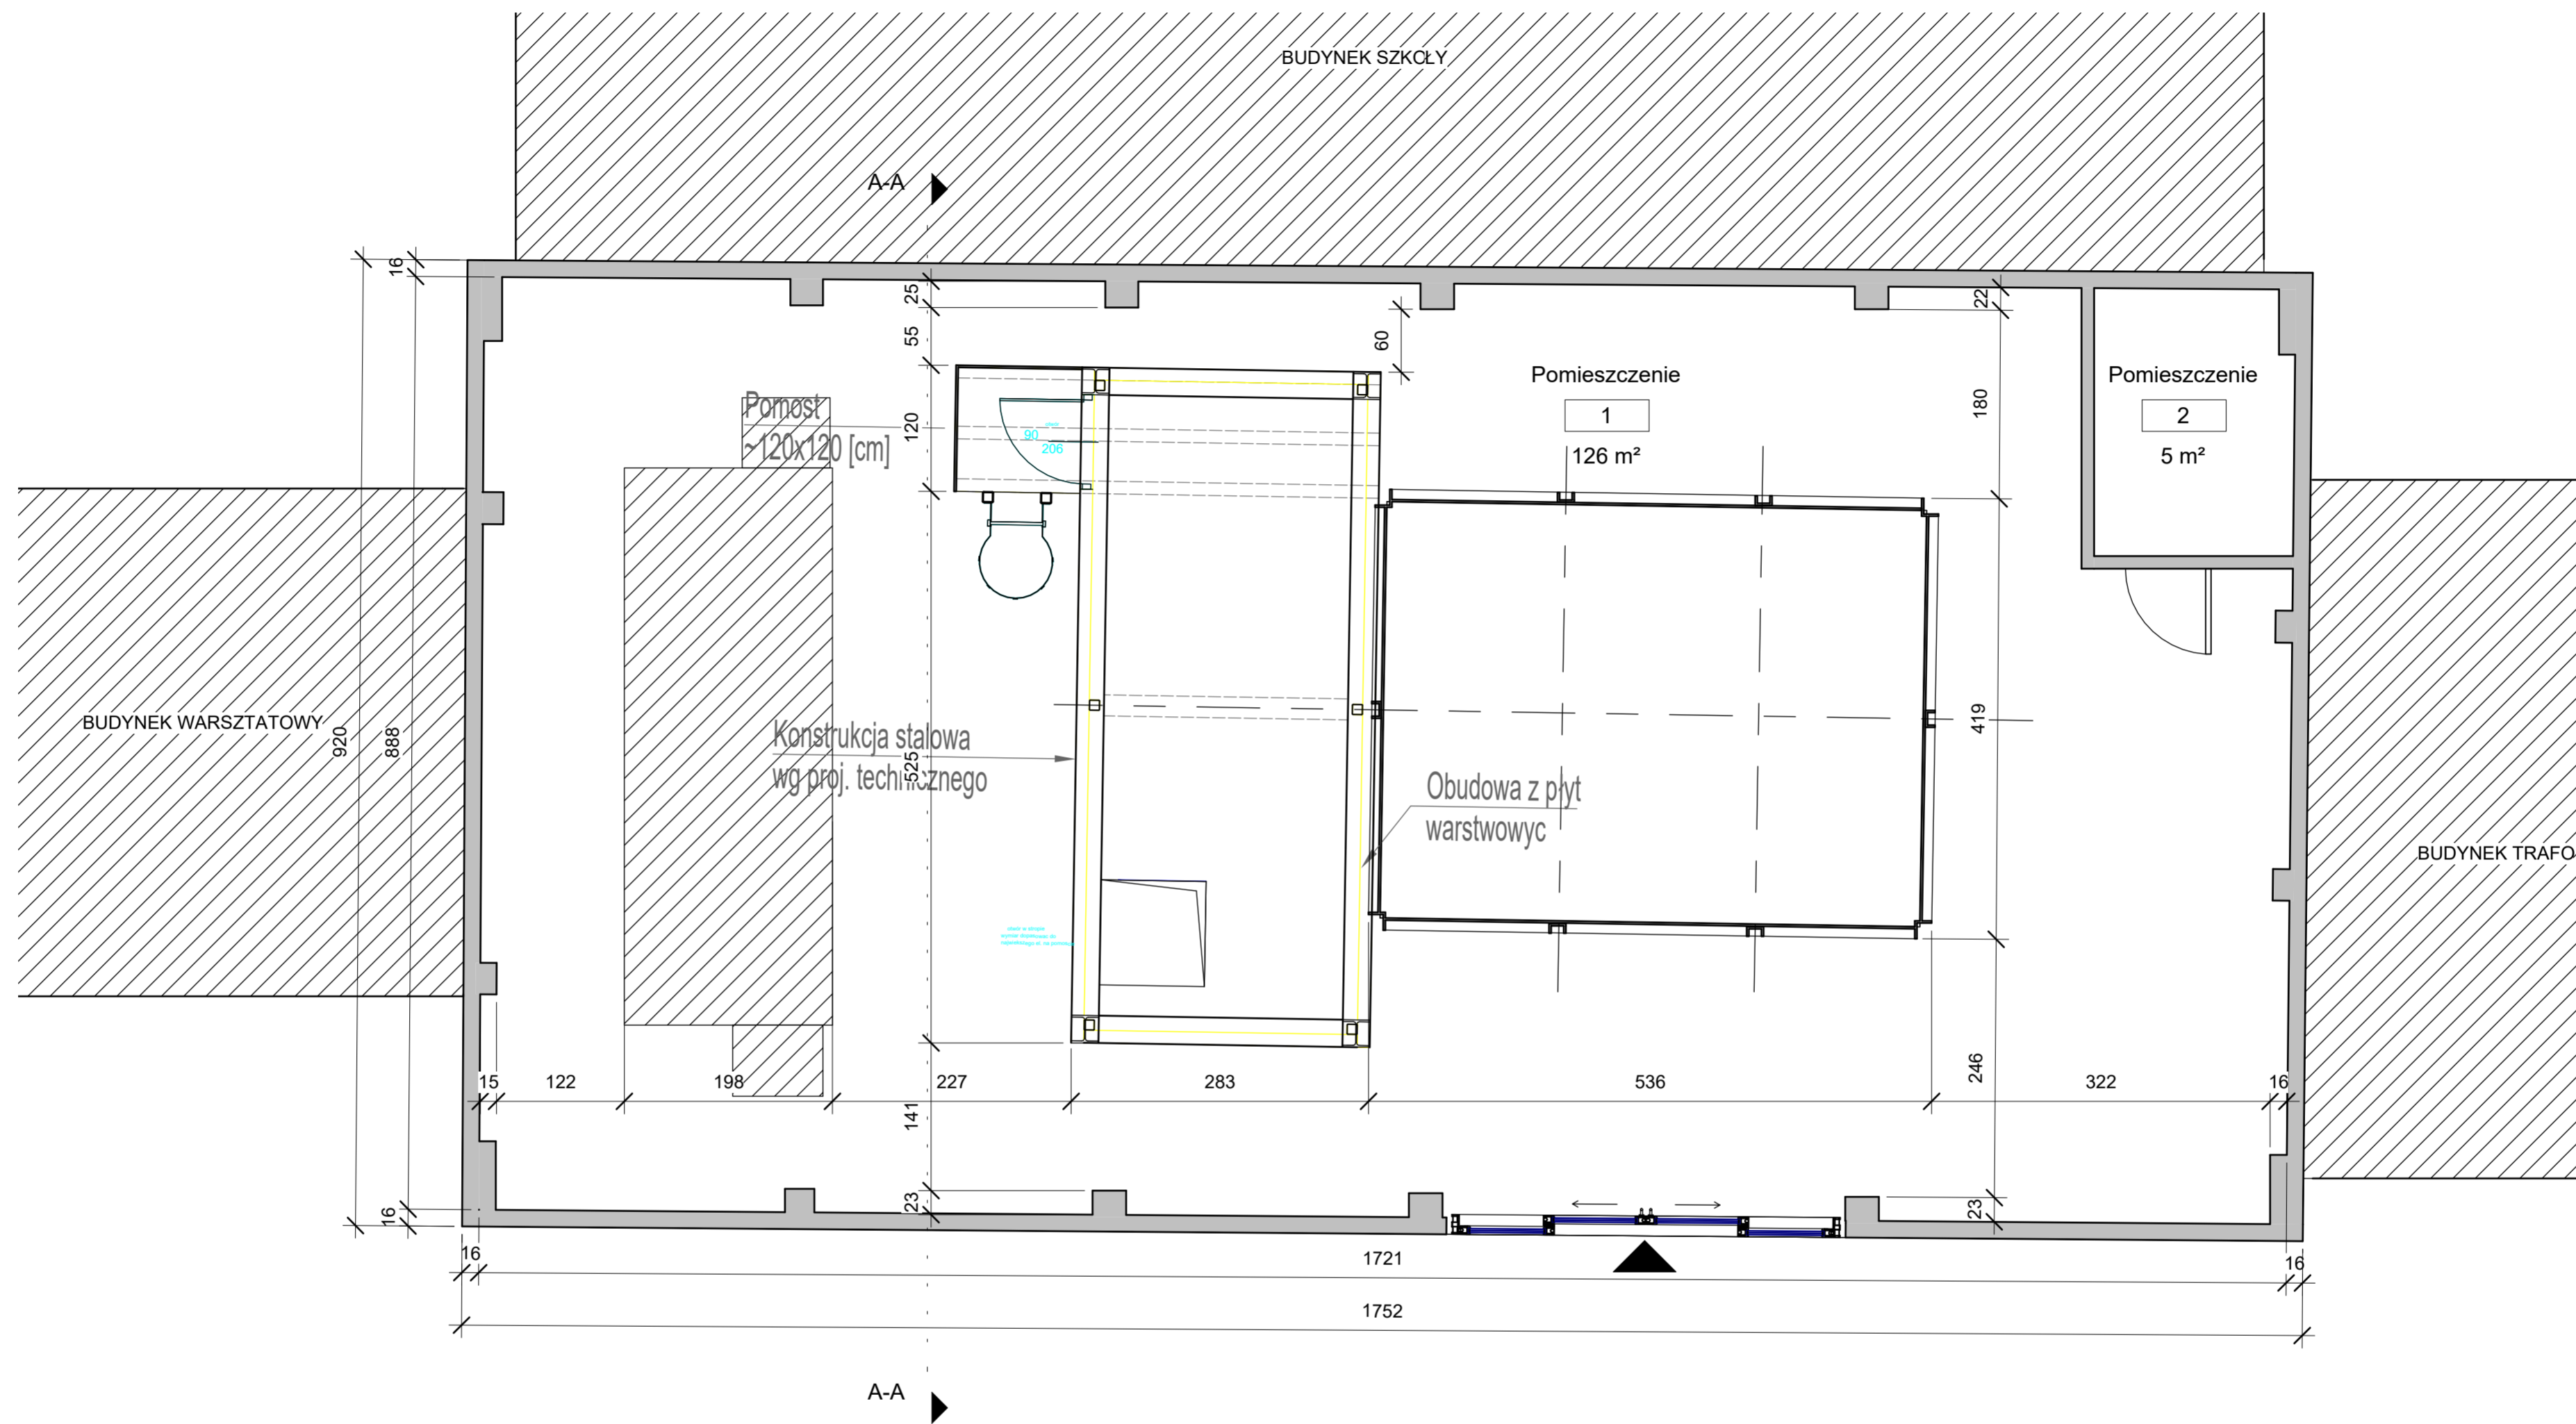 BUDYNEK SZKOŁY
A-A
16
25
22
55
60
Pomieszczenie
1
126 m²
Pomieszczenie
2
5 m²
180
Pomost
~120x120 [cm]
120
90
206
BUDYNEK WARSZTATOWY
920
888
Konstrukcja stalowa
wg proj. technicznego
525
419
Obudowa z płyt
warstwowyc
BUDYNEK TRAFO
246
15
122
198
227
283
536
322
16
141
23
23
16
16
1721
16
1752
A-A